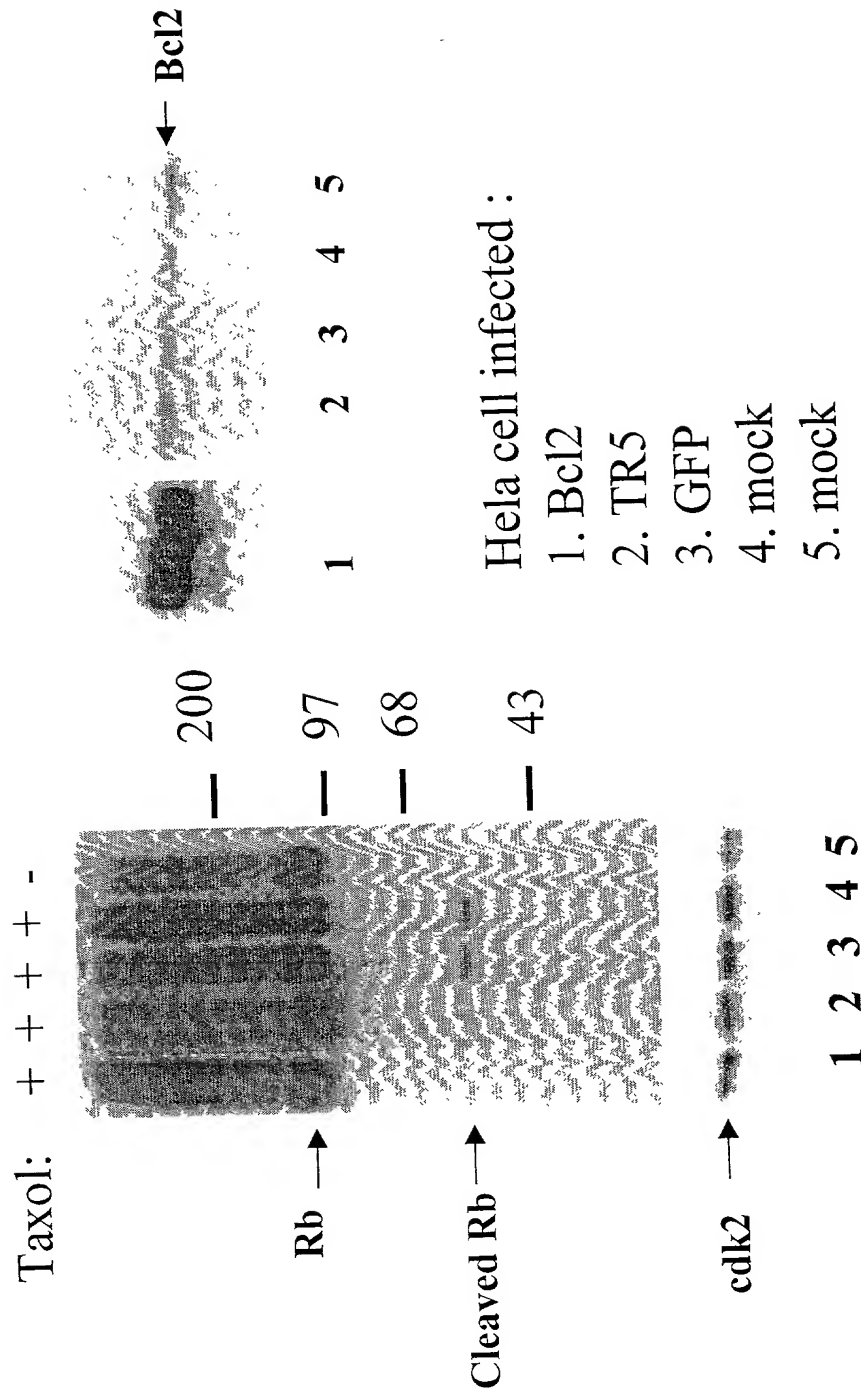 Taxol: + + + + -
200
97
68
43
Rb
Cleaved Rb
cdk2
1 2 3 4 5
Bcl2
1 2 3 4 5
Hela cell infected :
1. Bcl2
2. TR5
3. GFP
4. mock
5. mock